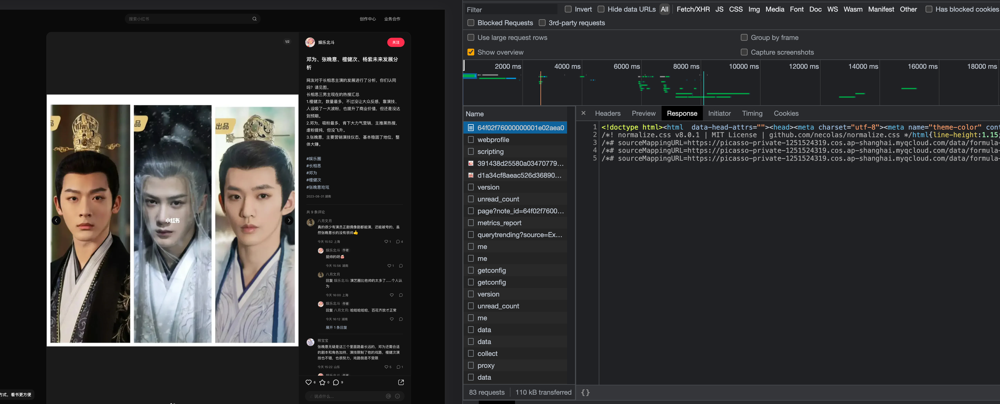 搜索小红书
创作中心 业务合作
1/2
品
品
出品
小红书
娱乐北斗
关注
邓为、张晚意、檀健次、杨紫未来发展分
析
网友对于长相思主演的发展进行了分析，你们认同
吗？请见图。
长相思三男主现在的热搜汇总
1.檀健次，数量最多，不过没让大众反感，靠演技、
人设吸了一大波粉，也提升了商业价值，但还是没达
到预期。
2.邓为，吸粉最多，肯下大力气营销，主推黑热搜，
虐粉提纯，但没飞升。
3.张晚意，主要营销演技仪态，基本稳固了地位，整
体大赚。
#娱乐圈
#长相思
#邓为
#檀健次
#张晚意玱玹
2023-08-31 湖南
共 9 条评论
八月文月
真的很少有演员正剧偶像剧都能演，还能被夸的，虽
然张晚意长的没有很帅👍
今天 15:52 上海 1 4
娱乐北斗 作者
挺帅的呀
今天 15:56 湖南 1
八月文月
回复 娱乐北斗: 演艺圈比他帅的太多了......个人认
为
今天 16:00 上海
娱乐北斗 作者
回复 八月文月: 哈哈哈哈哈，百花齐放才正常
今天 16:12 湖南
展开 1 条回复
熊宝宝
张晚意无疑是这三个里面路最长远的，邓为还需合适
的剧本和角色加持，演技限制了他的戏路，檀健次演
技也不错，也很努力，戏路倒是不受限
今天 15:22 山东 5 1
娱乐北斗 作者
6 0 9
说点什么...
方式，看书更方便
Filter
Invert Hide data URLs All Fetch/XHR JS CSS Img Media Font Doc WS Wasm Manifest Other Has blocked cookies
Blocked Requests 3rd-party requests
Use large request rows Group by frame
Show overview Capture screenshots
2000 ms 4000 ms 6000 ms 8000 ms 10000 ms 12000 ms 14000 ms 16000 ms 18000 ms
Name
64f02f76000000001e02aea0
webprofile
scripting
391438d25580a03470779...
d1a34cf8aeac526d36890...
version
unread_count
page?note_id=64f02f7600...
metrics_report
querytrending?source=Ex...
me
me
getconfig
getconfig
version
unread_count
me
data
data
collect
proxy
data
83 requests 110 kB transferred
Headers Preview Response Initiator Timing Cookies
1 <!doctype html><html  data-head-attrs=""><head><meta charset="utf-8"><meta name="theme-color" cont
2 /*! normalize.css v8.0.1 | MIT License | github.com/necolas/normalize.css */html{line-height:1.15;
3 /*# sourceMappingURL=https://picasso-private-1251524319.cos.ap-shanghai.myqcloud.com/data/formula-
4 /*# sourceMappingURL=https://picasso-private-1251524319.cos.ap-shanghai.myqcloud.com/data/formula-
5 /*# sourceMappingURL=https://picasso-private-1251524319.cos.ap-shanghai.myqcloud.com/data/formula-
{}